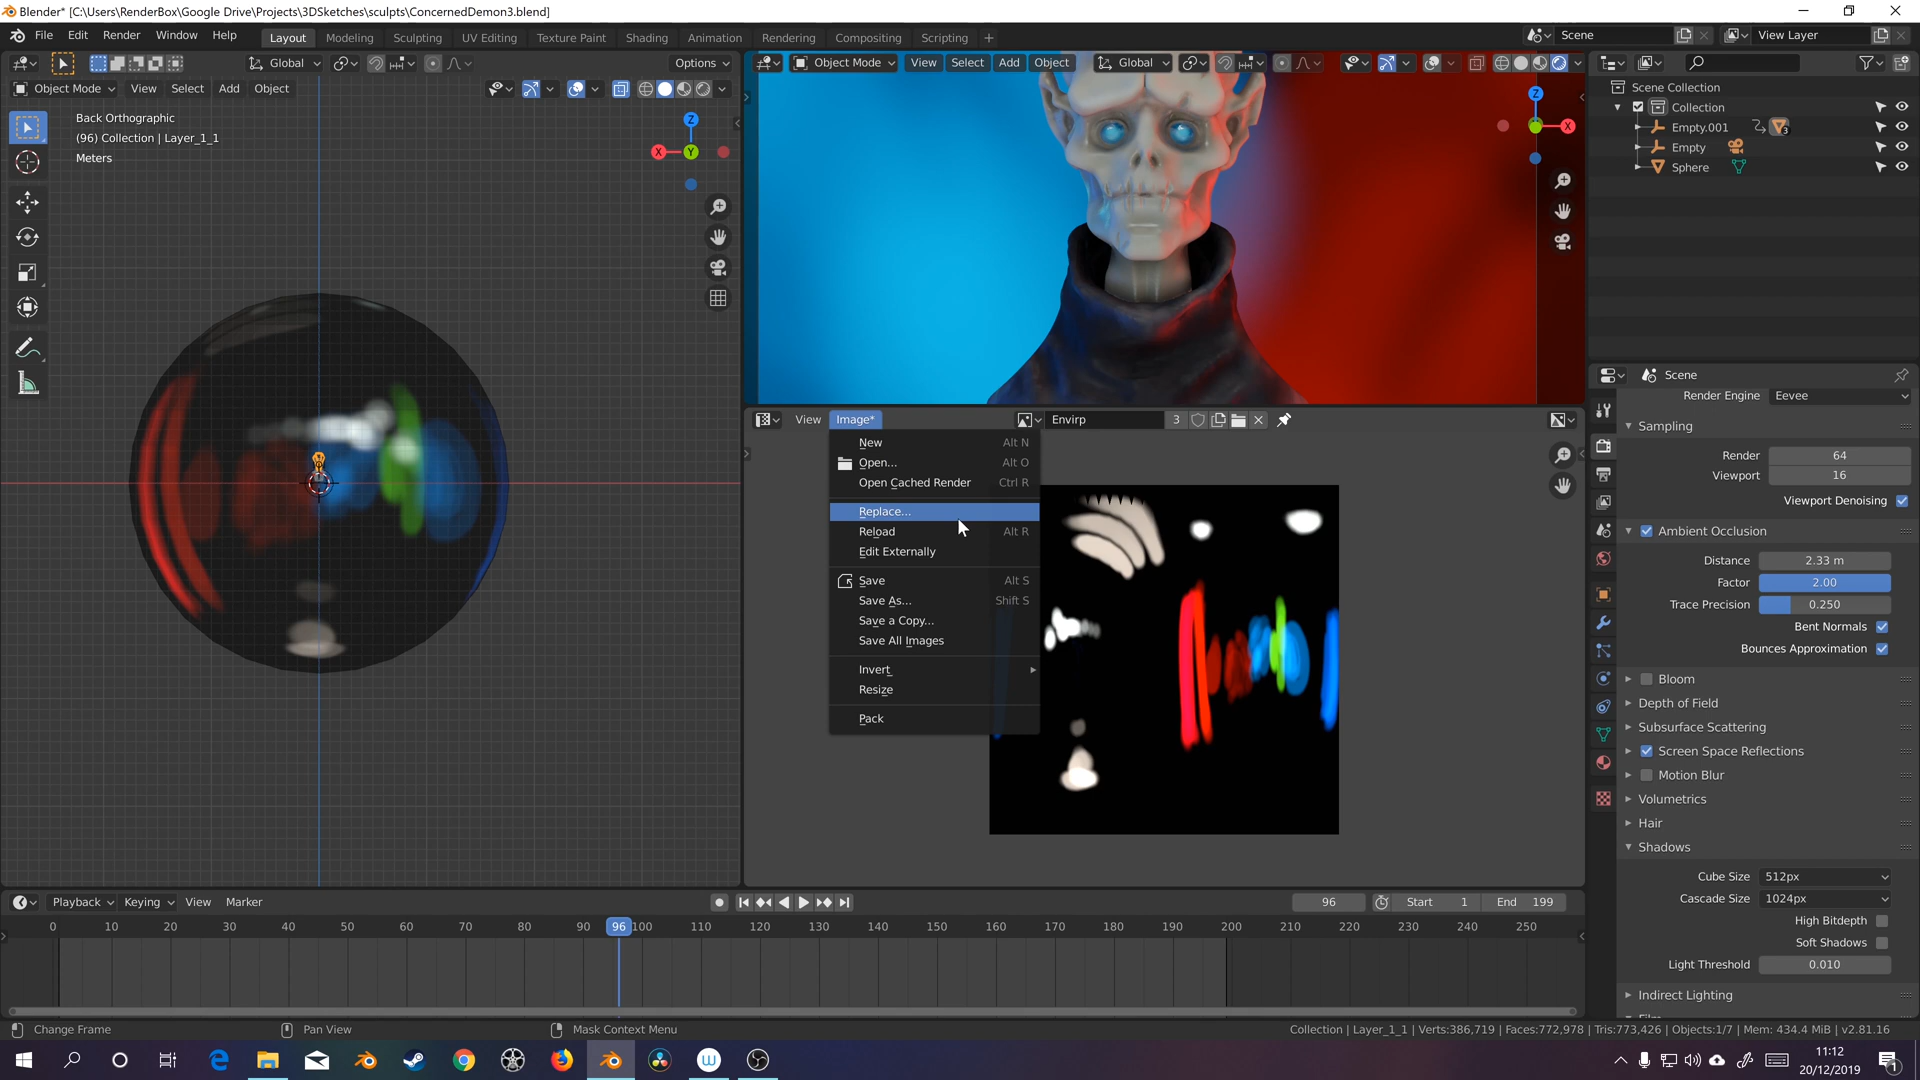 Blender* [C:\Users\RenderBox\Google Drive\Projects\3DSketches\sculpts\ConcernedDemon3.blend]
File Edit Render Window Help
Layout Modeling Sculpting UV Editing Texture Paint Shading Animation Rendering Compositing Scripting +
Scene
View Layer
Global
Options
Object Mode View Select Add Object
Back Orthographic
(96) Collection | Layer_1_1
Meters
Z
X
Y
Object Mode View Select Add Object Global
Z
X
Scene Collection
Collection
Empty.001
3
Empty
Sphere
Scene
Render Engine Eevee
Sampling
Render 64
Viewport 16
Viewport Denoising
Ambient Occlusion
Distance 2.33 m
Factor 2.00
Trace Precision 0.250
Bent Normals
Bounces Approximation
Bloom
Depth of Field
Subsurface Scattering
Screen Space Reflections
Motion Blur
Volumetrics
Hair
Shadows
Cube Size 512px
Cascade Size 1024px
High Bitdepth
Soft Shadows
Light Threshold 0.010
Indirect Lighting
View Image* Envirp 3
New Alt N
Open... Alt O
Open Cached Render Ctrl R
Replace...
Reload Alt R
Edit Externally
Save Alt S
Save As... Shift S
Save a Copy...
Save All Images
Invert
Resize
Pack
Playback Keying View Marker
96 Start 1 End 199
0 10 20 30 40 50 60 70 80 90 96 100 110 120 130 140 150 160 170 180 190 200 210 220 230 240 250
Change Frame Pan View Mask Context Menu
Collection | Layer_1_1 | Verts:386,719 | Faces:772,978 | Tris:773,426 | Objects:1/7 | Mem: 434.4 MiB | v2.81.16
11:12
20/12/2019
1